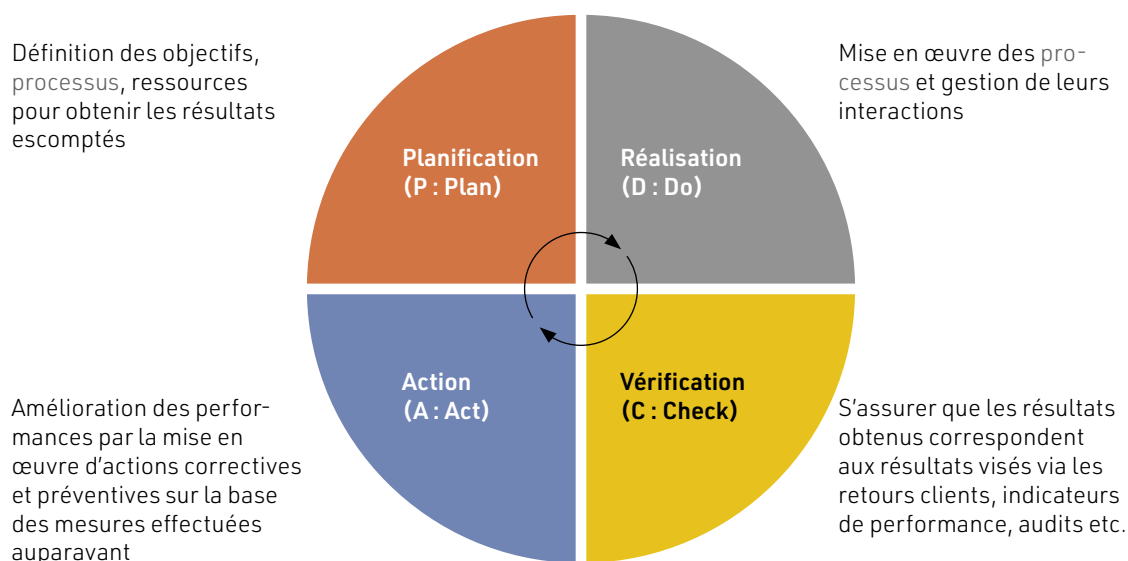 Définition des objectifs,
processus, ressources
pour obtenir les résultats
escomptés
Planification
(P : Plan)
Réalisation
(D : Do)
Mise en œuvre des pro-
cessus et gestion de leurs
interactions
Amélioration des perfor-
mances par la mise en
œuvre d’actions correctives
et préventives sur la base
des mesures effectuées
auparavant
Action
(A : Act)
Vérification
(C : Check)
S’assurer que les résultats
obtenus correspondent
aux résultats visés via les
retours clients, indicateurs
de performance, audits etc.